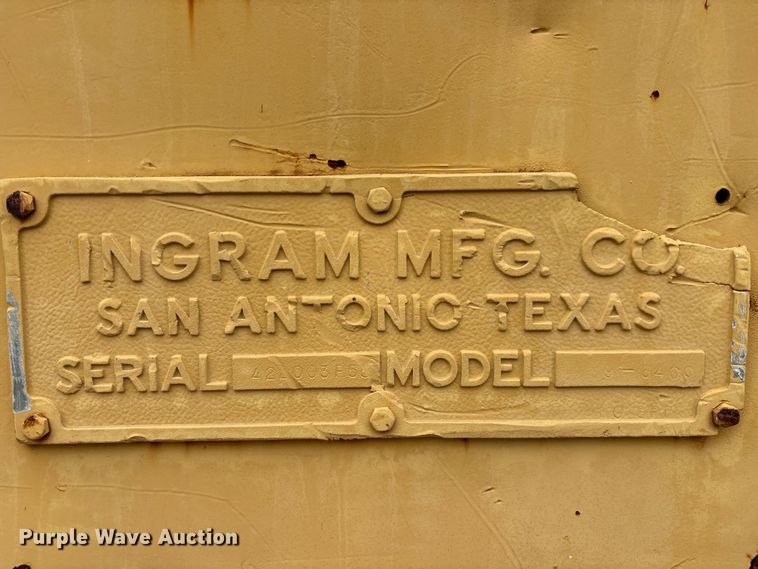 INGRAM MFG. CO.
SAN ANTONIO TEXAS
SERIAL MODEL
Purple Wave Auction